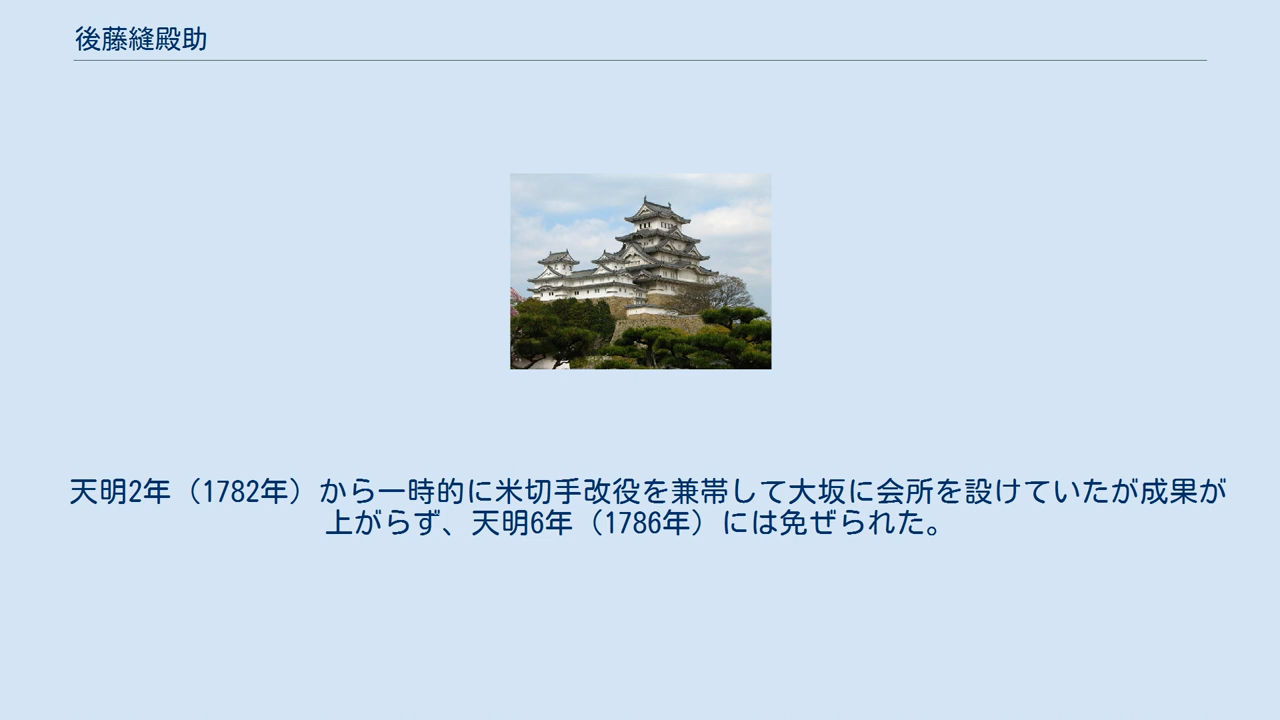 後藤縫殿助
天明2年（1782年）から一時的に米切手改役を兼帯して大坂に会所を設けていたが成果が
上がらず、天明6年（1786年）には免ぜられた。